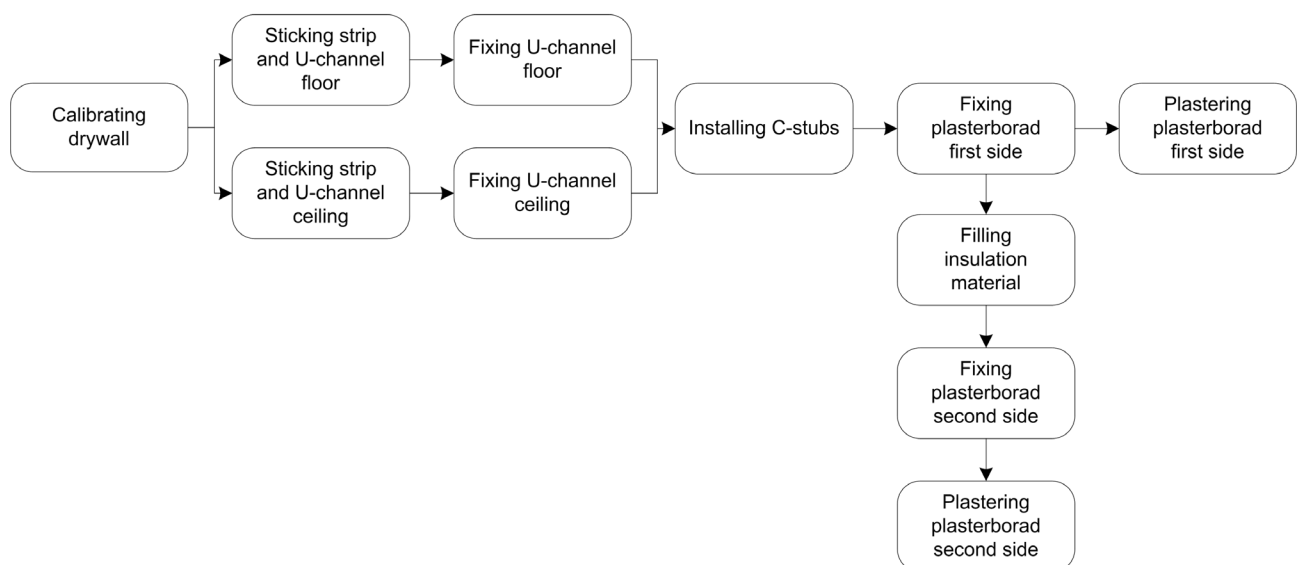 Calibrating
drywall
Sticking strip
and U-channel
floor
Fixing U-channel
floor
Sticking strip
and U-channel
ceiling
Fixing U-channel
ceiling
Installing C-stubs
Fixing
plasterborad
first side
Plastering
plasterborad
first side
Filling
insulation
material
Fixing
plasterborad
second side
Plastering
plasterborad
second side